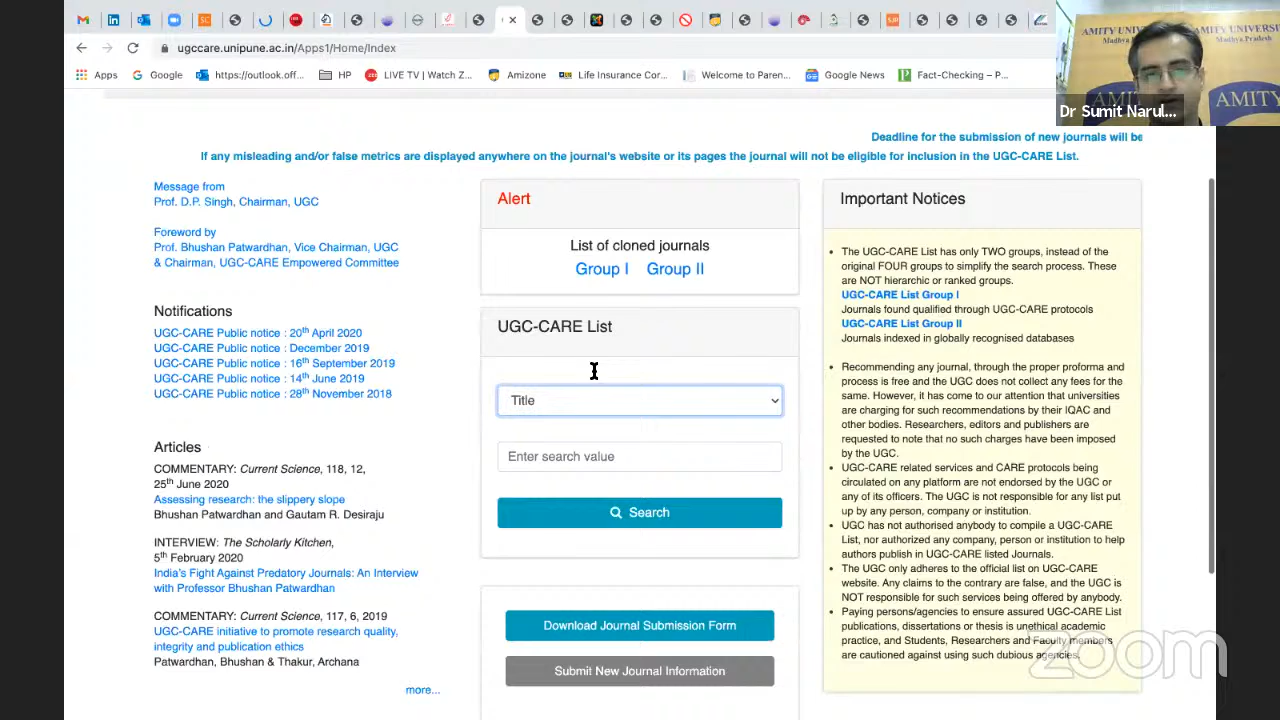 ugccare.unipune.ac.in/Apps1/Home/Index
Apps
Google
https://outlook.off...
HP
LIVE TV | Watch Z...
Amizone
Life Insurance Cor...
Welcome to Paren...
Google News
Fact-Checking – P...
AMITY UNIVERSITY
Madhya Pradesh
AMITY UNIVERS
Madhya Pradesh
AMITY
AMITY
Dr Sumit Narul...
Deadline for the submission of new journals will be
If any misleading and/or false metrics are displayed anywhere on the journal's website or its pages the journal will not be eligible for inclusion in the UGC-CARE List.
Message from
Prof. D.P. Singh, Chairman, UGC
Foreword by
Prof. Bhushan Patwardhan, Vice Chairman, UGC
& Chairman, UGC-CARE Empowered Committee
Notifications
UGC-CARE Public notice : 20th April 2020
UGC-CARE Public notice : December 2019
UGC-CARE Public notice : 16th September 2019
UGC-CARE Public notice : 14th June 2019
UGC-CARE Public notice : 28th November 2018
Articles
COMMENTARY: Current Science, 118, 12,
25th June 2020
Assessing research: the slippery slope
Bhushan Patwardhan and Gautam R. Desiraju
INTERVIEW: The Scholarly Kitchen,
5th February 2020
India's Fight Against Predatory Journals: An Interview
with Professor Bhushan Patwardhan
COMMENTARY: Current Science, 117, 6, 2019
UGC-CARE initiative to promote research quality,
integrity and publication ethics
Patwardhan, Bhushan & Thakur, Archana
more...
Alert
List of cloned journals
Group I Group II
UGC-CARE List
Title
Enter search value
Search
Download Journal Submission Form
Submit New Journal Information
Important Notices
The UGC-CARE List has only TWO groups, instead of the
original FOUR groups to simplify the search process. These
are NOT hierarchic or ranked groups.
UGC-CARE List Group I
Journals found qualified through UGC-CARE protocols
UGC-CARE List Group II
Journals indexed in globally recognised databases
Recommending any journal, through the proper proforma and
process is free and the UGC does not collect any fees for the
same. However, it has come to our attention that universities
are charging for such recommendations by their IQAC and
other bodies. Researchers, editors and publishers are
requested to note that no such charges have been imposed
by the UGC.
UGC-CARE related services and CARE protocols being
circulated on any platform are not endorsed by the UGC or
any of its officers. The UGC is not responsible for any list put
up by any person, company or institution.
UGC has not authorised anybody to compile a UGC-CARE
List, nor authorized any company, person or institution to help
authors publish in UGC-CARE listed Journals.
The UGC only adheres to the official list on UGC-CARE
website. Any claims to the contrary are false, and the UGC is
NOT responsible for such services being offered by anybody.
Paying persons/agencies to ensure assured UGC-CARE List
publications, dissertations or thesis is unethical academic
practice, and Students, Researchers and Faculty members
are cautioned against using such dubious agencies.
zoom